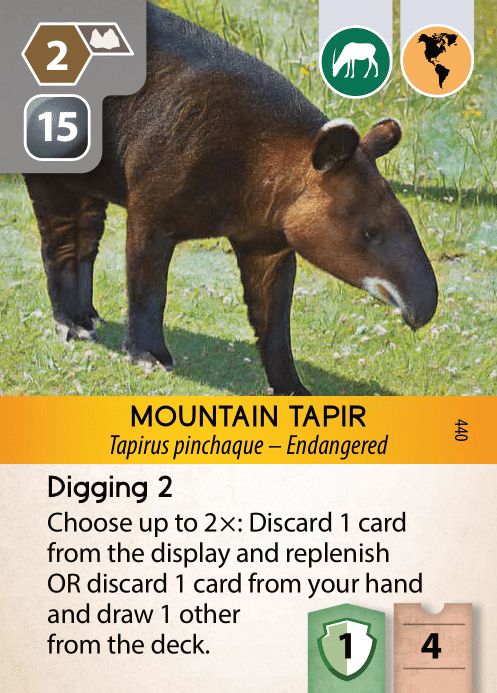 2
15
MOUNTAIN TAPIR
Tapirus pinchaque – Endangered
440
Digging 2
Choose up to 2×: Discard 1 card
from the display and replenish
OR discard 1 card from your hand
and draw 1 other
from the deck.
1
4